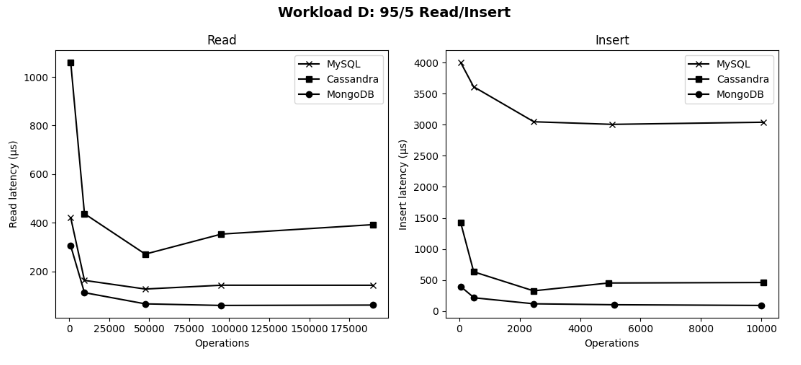 Workload D: 95/5 Read/Insert
Read
1000
800
600
400
200
Read latency (μs)
MySQL
Cassandra
MongoDB
0 25000 50000 75000 100000 125000 150000 175000
Operations
Insert
4000
3500
3000
2500
2000
1500
1000
500
0
Insert latency (μs)
MySQL
Cassandra
MongoDB
0 2000 4000 6000 8000 10000
Operations